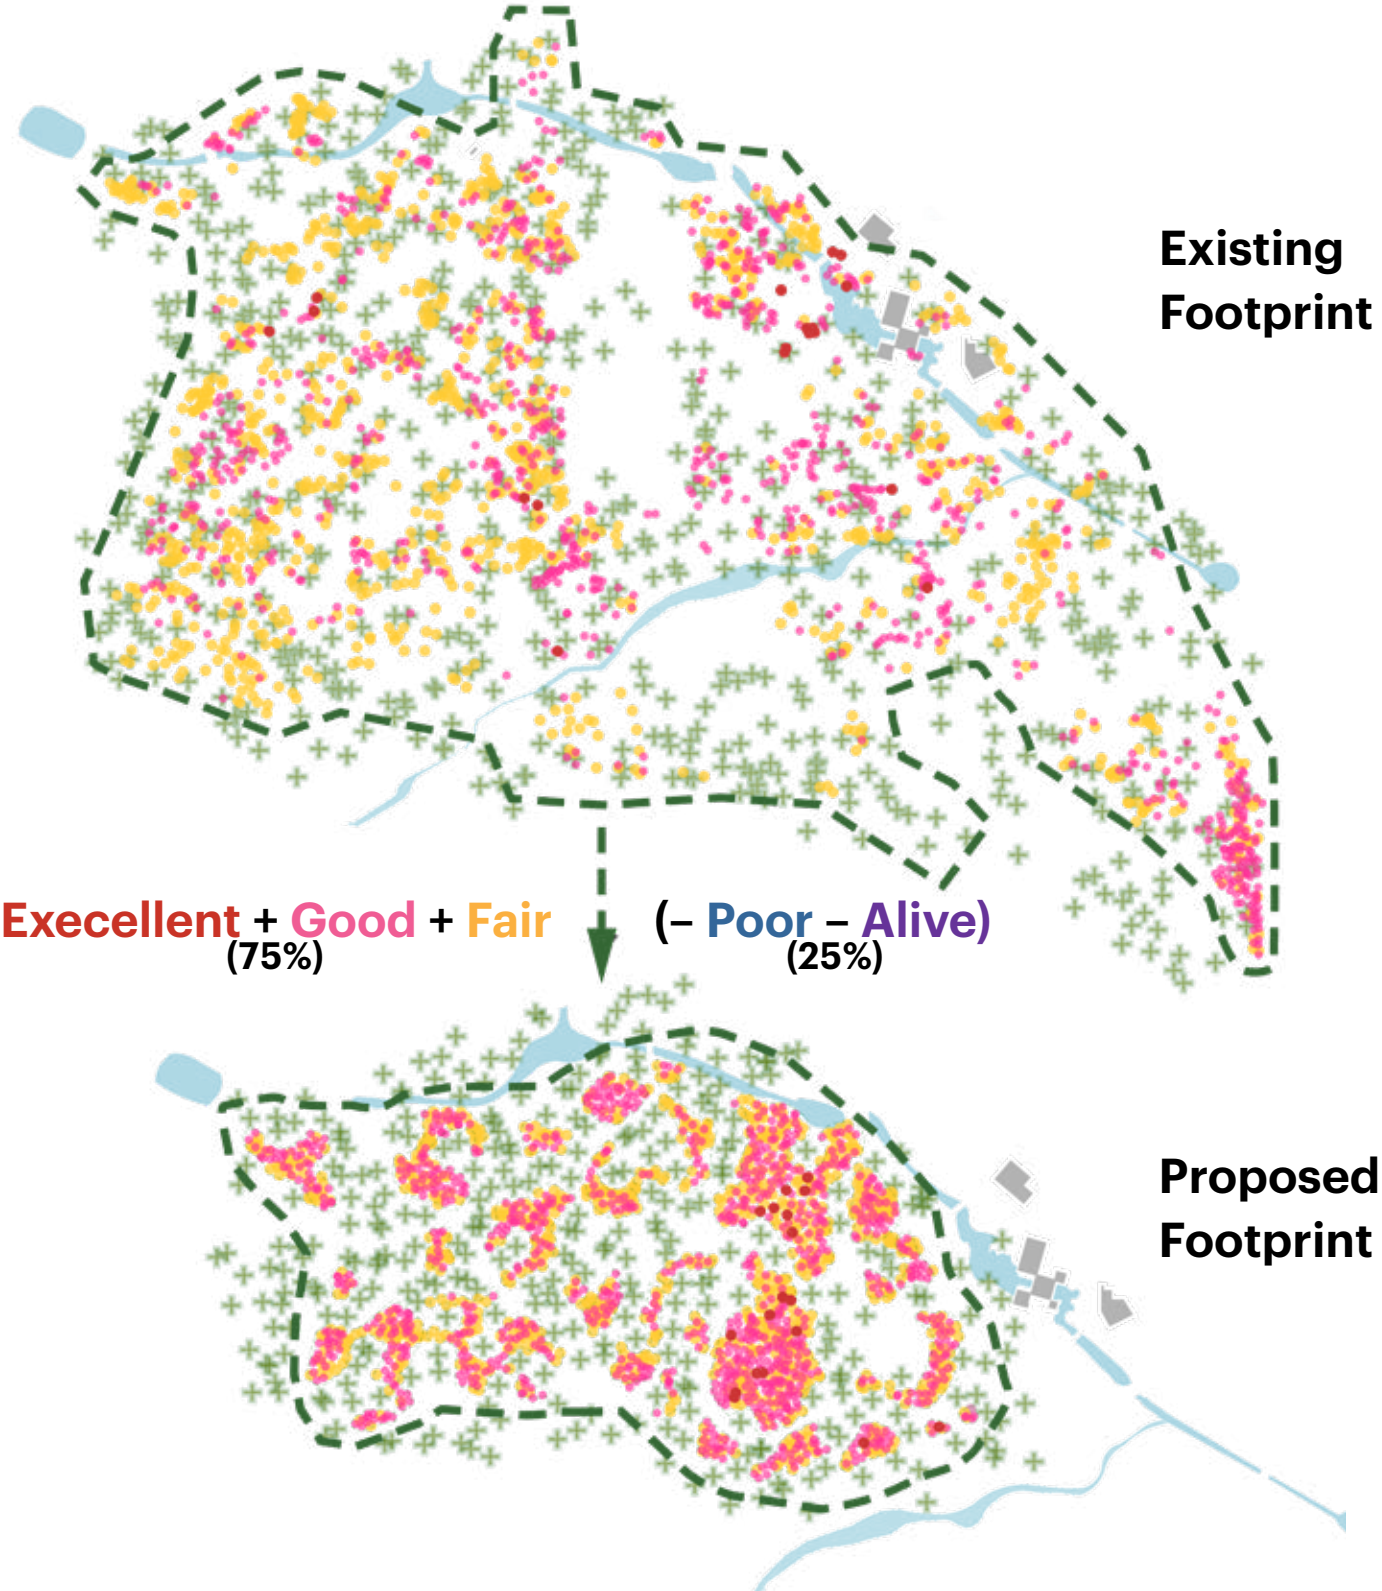 Existing
Footprint
Execellent + Good + Fair (– Poor – Alive)
(75%) (25%)
Proposed
Footprint